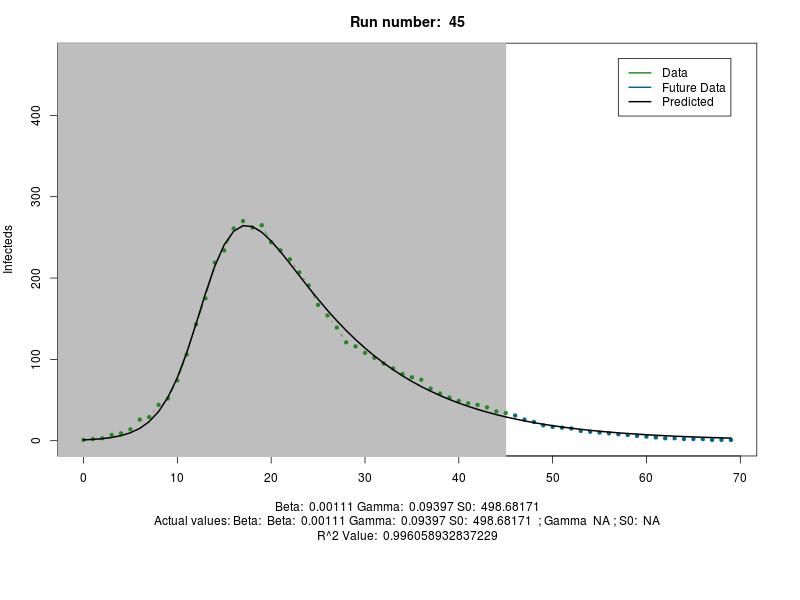 Run number:  45
Data
Future Data
Predicted
400
300
200
100
0
Infecteds
0 10 20 30 40 50 60 70
Beta:  0.00111 Gamma:  0.09397 S0:  498.68171
Actual values: Beta:  Beta:  0.00111 Gamma:  0.09397 S0:  498.68171  ; Gamma  NA ; S0:  NA
R^2 Value:  0.996058932837229